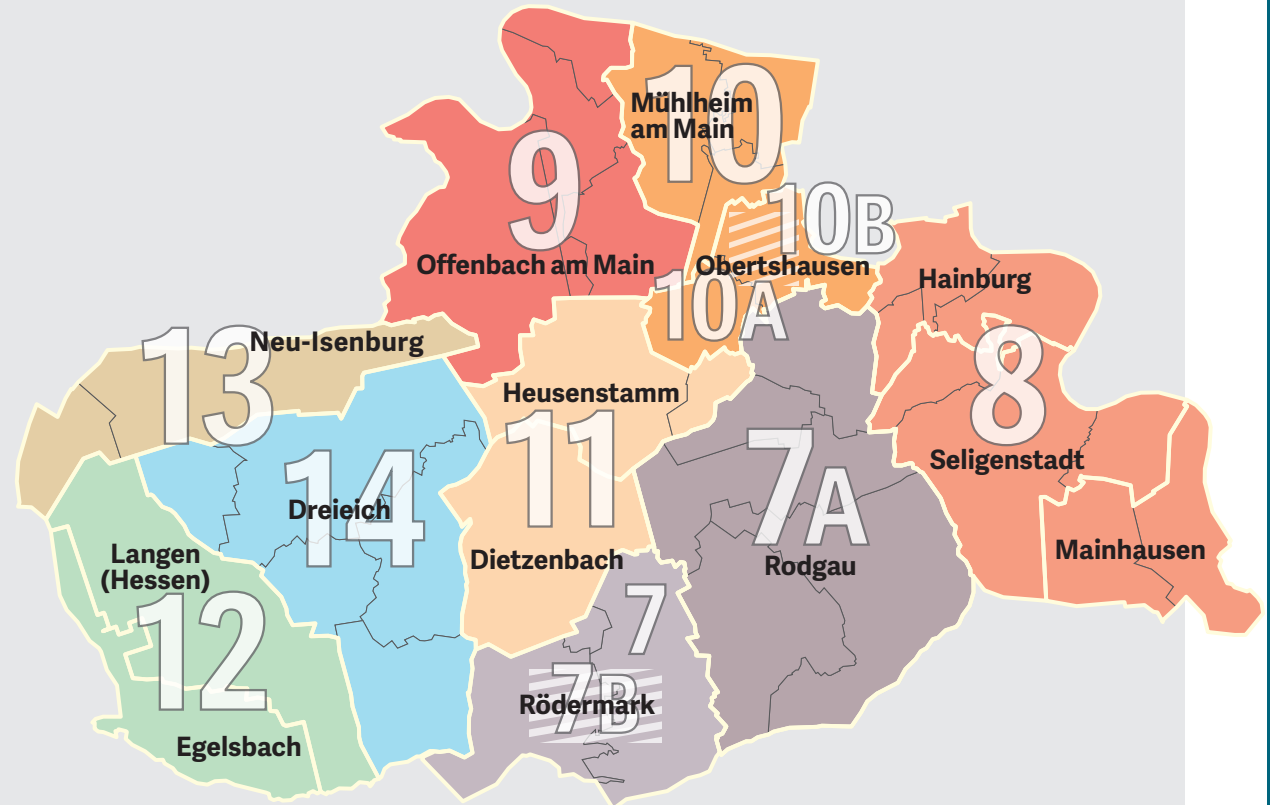 10
Mühlheim
am Main
9
10B
Offenbach am Main
Obertshausen
Hainburg
10A
13
Neu-Isenburg
8
Heusenstamm
11
7A
Seligenstadt
14
Dreieich
Langen
(Hessen)
Dietzenbach
Rodgau
Mainhausen
7
12
7B
Rödermark
Egelsbach